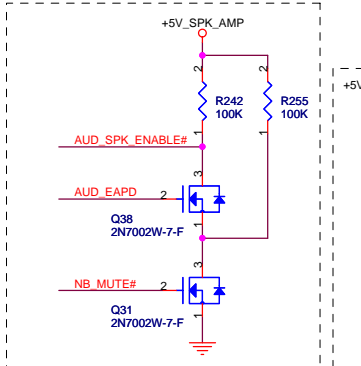 +5V_SPK_AMP
+5V
2 2
R242 R255
100K 100K
1 1
AUD_SPK_ENABLE#
3
AUD_EAPD 2
1
Q38
2N7002W-7-F
3
NB_MUTE# 2
1
Q31
2N7002W-7-F